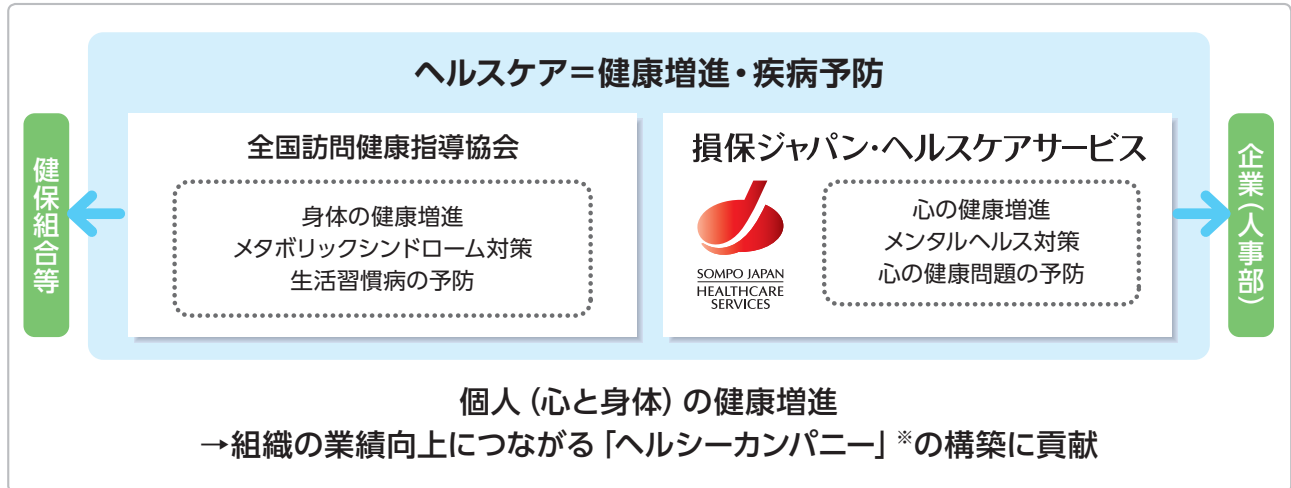 ヘルスケア＝健康増進・疾病予防
健保組合等
全国訪問健康指導協会
身体の健康増進
メタボリックシンドローム対策
生活習慣病の予防
損保ジャパン・ヘルスケアサービス
SOMPO JAPAN
HEALTHCARE
SERVICES
心の健康増進
メンタルヘルス対策
心の健康問題の予防
企業（人事部）
個人（心と身体）の健康増進
→組織の業績向上につながる「ヘルシーカンパニー」※の構築に貢献